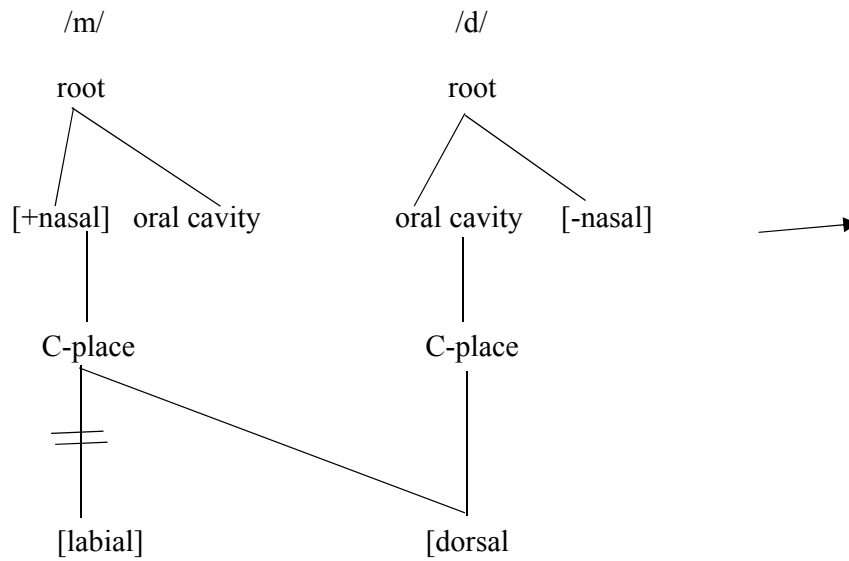 /m/ /d/
root root
[+nasal] oral cavity oral cavity [-nasal]
C-place C-place
[labial] [dorsal